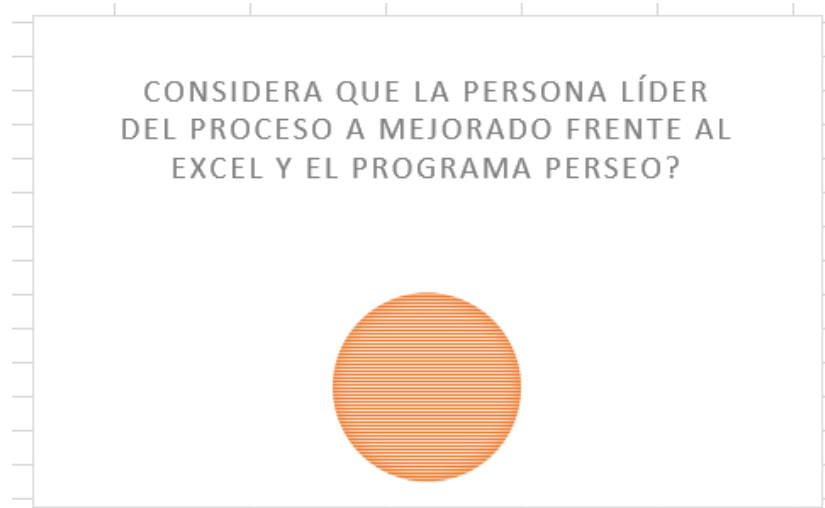 CONSIDERA QUE LA PERSONA LÍDER
DEL PROCESO A MEJORADO FRENTE AL
EXCEL Y EL PROGRAMA PERSEO?